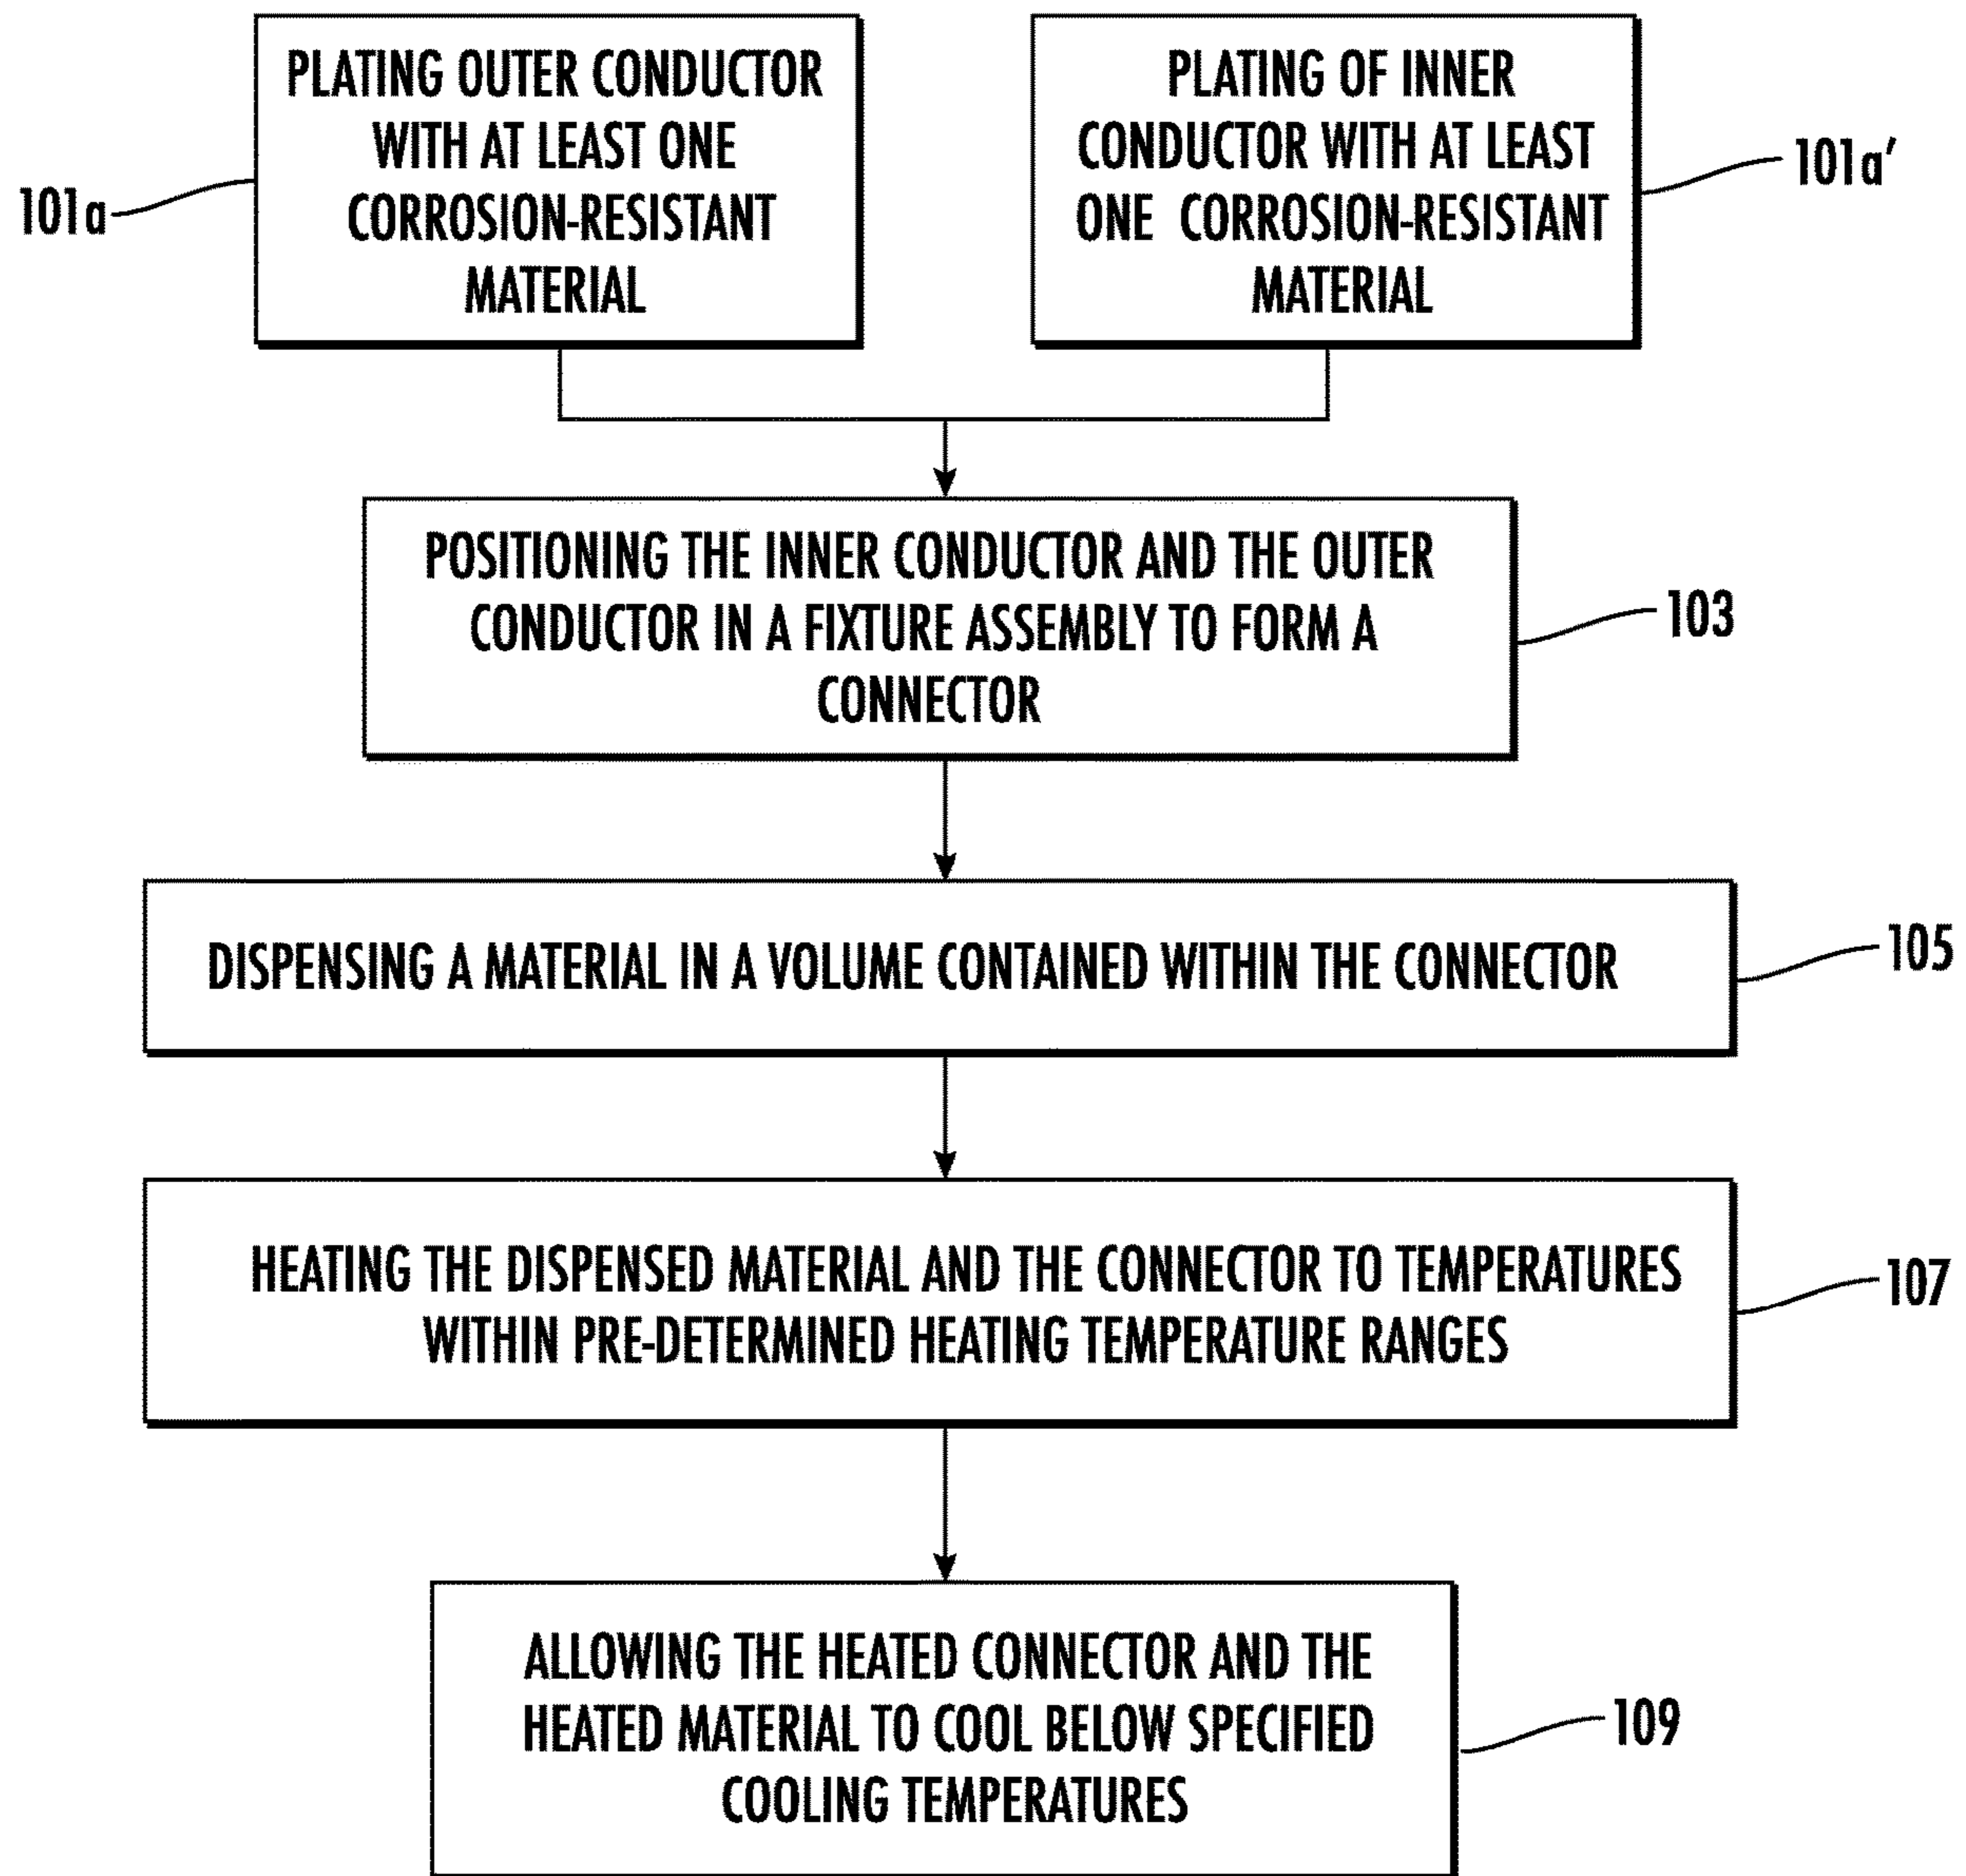 PLATING OUTER CONDUCTOR
WITH AT LEAST ONE
CORROSION-RESISTANT
MATERIAL
101a
PLATING OF INNER
CONDUCTOR WITH AT LEAST
ONE CORROSION-RESISTANT
MATERIAL
101a'
POSITIONING THE INNER CONDUCTOR AND THE OUTER
CONDUCTOR IN A FIXTURE ASSEMBLY TO FORM A
CONNECTOR
103
DISPENSING A MATERIAL IN A VOLUME CONTAINED WITHIN THE CONNECTOR
105
HEATING THE DISPENSED MATERIAL AND THE CONNECTOR TO TEMPERATURES
WITHIN PRE-DETERMINED HEATING TEMPERATURE RANGES
107
ALLOWING THE HEATED CONNECTOR AND THE
HEATED MATERIAL TO COOL BELOW SPECIFIED
COOLING TEMPERATURES
109